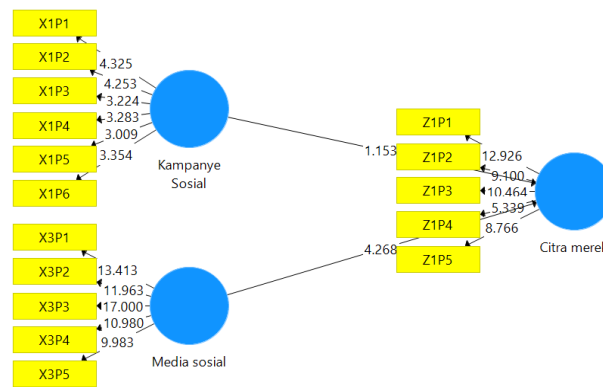 X1P1
X1P2
X1P3
X1P4
X1P5
X1P6
4.325
4.253
3.224
3.283
3.009
3.354
Kampanye
Sosial
X3P1
X3P2
X3P3
X3P4
X3P5
13.413
11.963
17.000
10.980
9.983
Media sosial
1.153
4.268
Z1P1
Z1P2
Z1P3
Z1P4
Z1P5
12.926
9.100
10.464
5.339
8.766
Citra merek